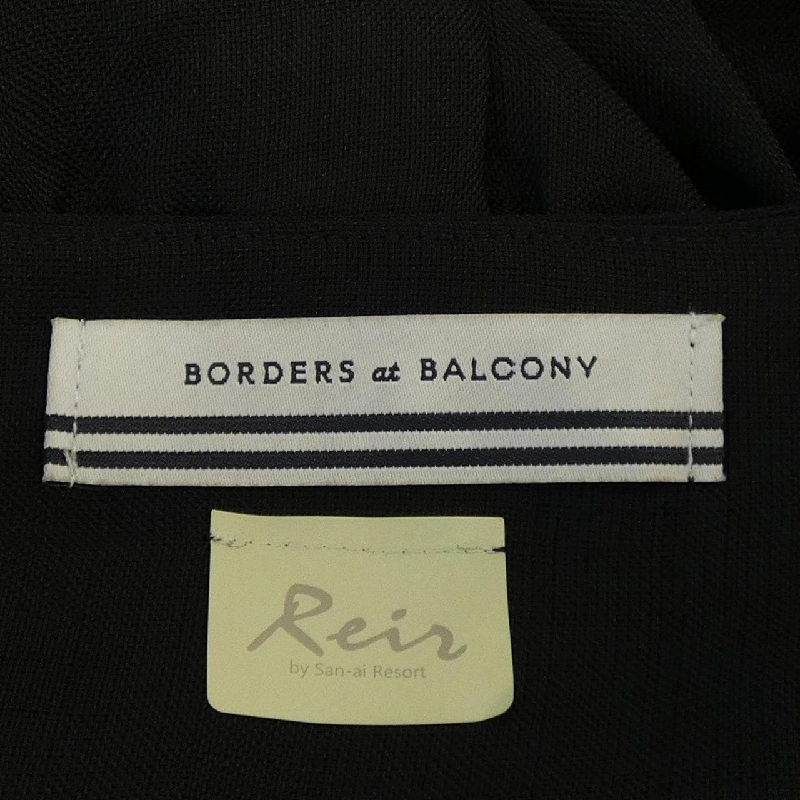 BORDERS at BALCONY
Reir
by San-ai Resort